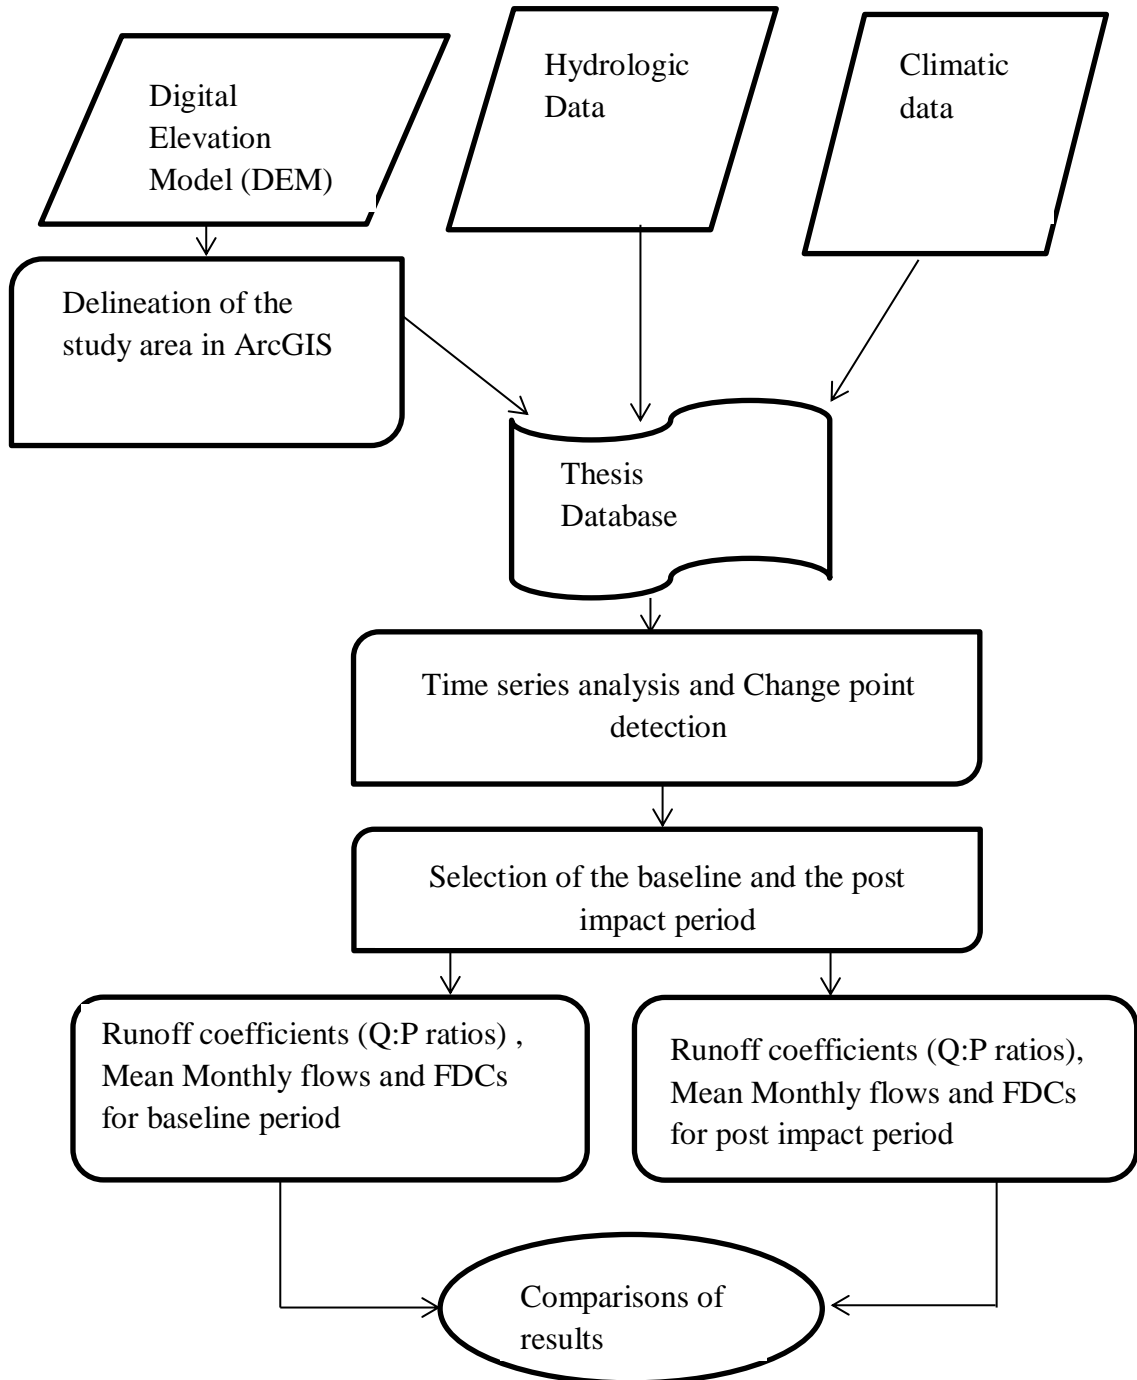 Digital
Elevation
Model (DEM)
Hydrologic
Data
Climatic
data
Delineation of the
study area in ArcGIS
Thesis
Database
Time series analysis and Change point
detection
Selection of the baseline and the post
impact period
Runoff coefficients (Q:P ratios) ,
Mean Monthly flows and FDCs
for baseline period
Runoff coefficients (Q:P ratios),
Mean Monthly flows and FDCs
for post impact period
Comparisons of
results